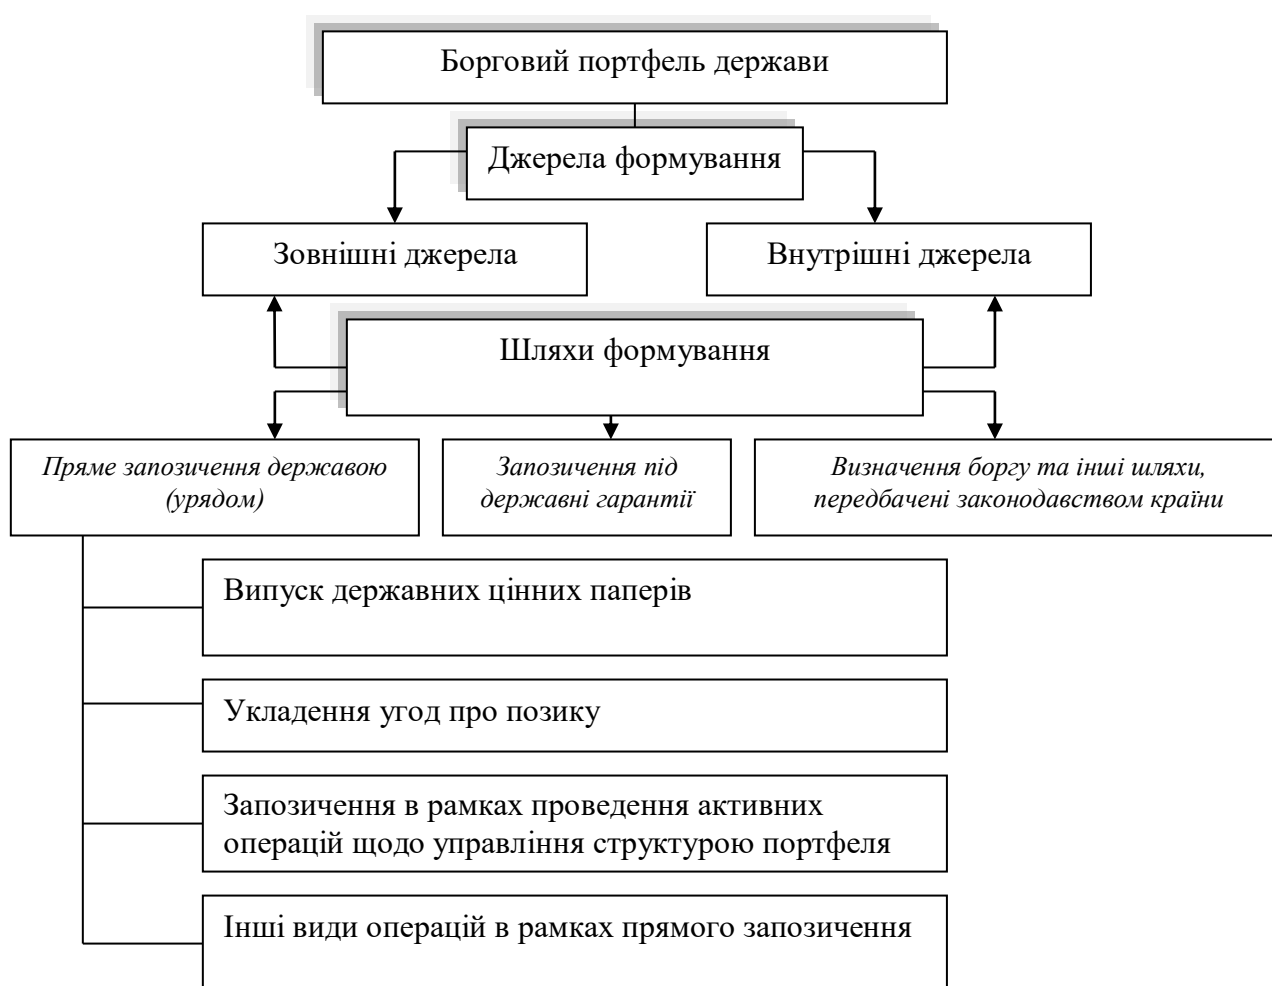 Борговий портфель держави
Джерела формування
Зовнішні джерела
Внутрішні джерела
Шляхи формування
Пряме запозичення державою
(урядом)
Запозичення під
державні гарантії
Визначення боргу та інші шляхи,
передбачені законодавством країни
Випуск державних цінних паперів
Укладення угод про позику
Запозичення в рамках проведення активних
операцій щодо управління структурою портфеля
Інші види операцій в рамках прямого запозичення